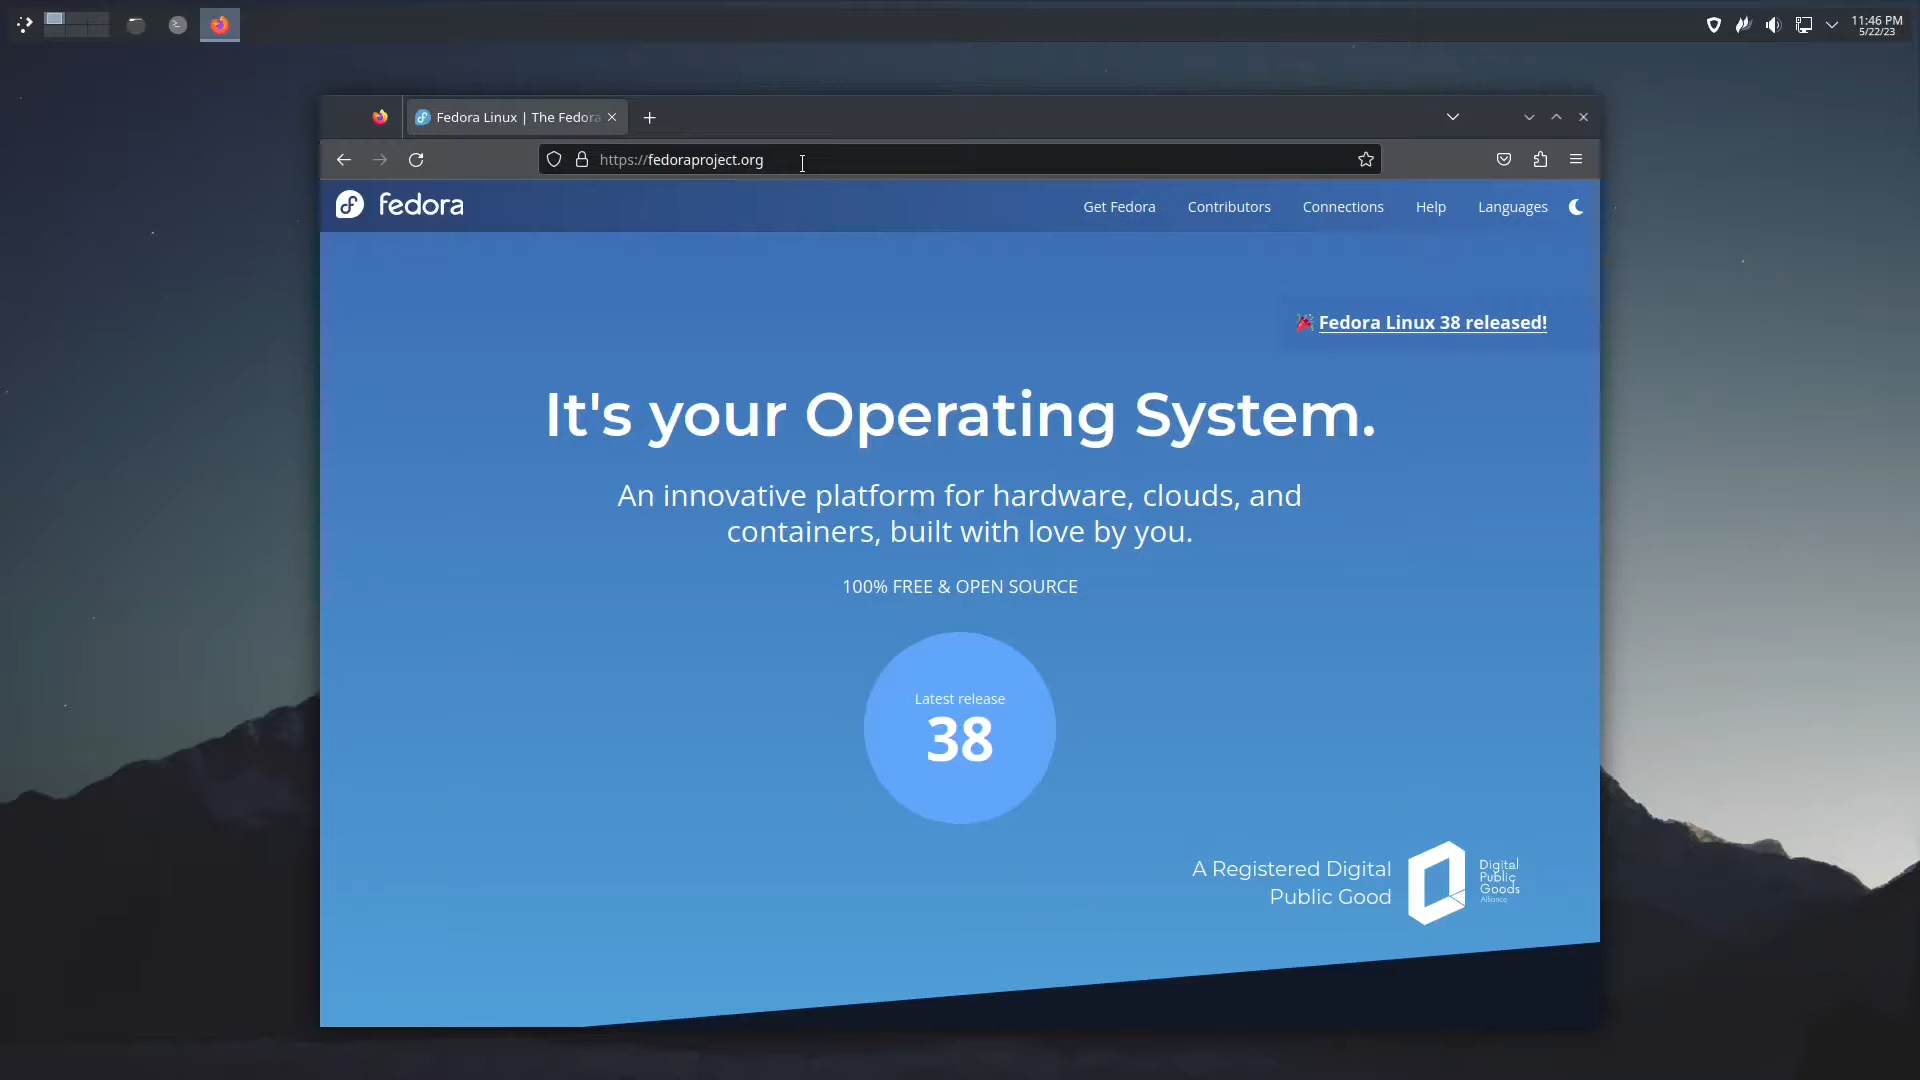 11:46 PM
5/22/23
Fedora Linux | The Fedora
https://fedoraproject.org
fedora
Get Fedora
Contributors
Connections
Help
Languages
Fedora Linux 38 released!
It's your Operating System.
An innovative platform for hardware, clouds, and
containers, built with love by you.
100% FREE & OPEN SOURCE
Latest release
38
A Registered Digital
Public Good
Digital
Public
Goods
Alliance